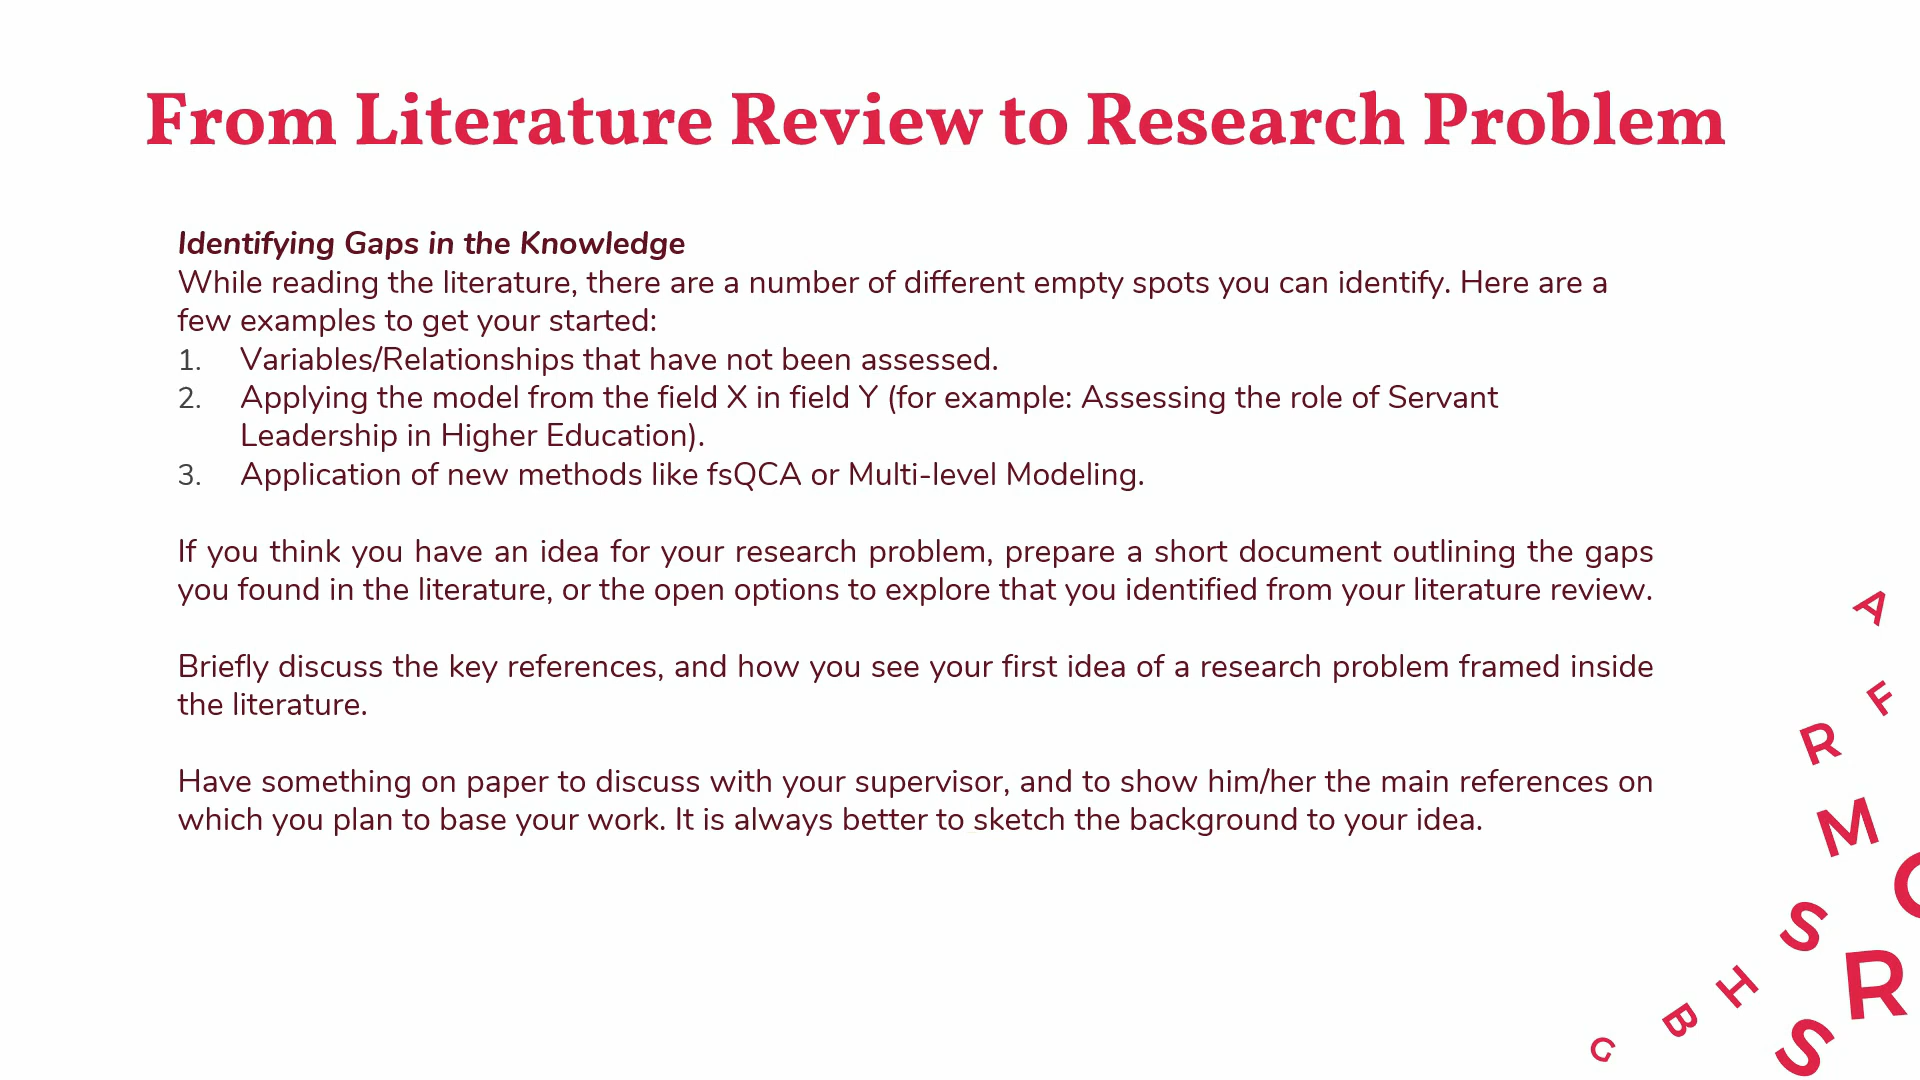 From Literature Review to Research Problem
Identifying Gaps in the Knowledge
While reading the literature, there are a number of different empty spots you can identify. Here are a
few examples to get your started:
1. Variables/Relationships that have not been assessed.
2. Applying the model from the field X in field Y (for example: Assessing the role of Servant
Leadership in Higher Education).
3. Application of new methods like fsQCA or Multi-level Modeling.
If you think you have an idea for your research problem, prepare a short document outlining the gaps
you found in the literature, or the open options to explore that you identified from your literature review.
Briefly discuss the key references, and how you see your first idea of a research problem framed inside
the literature.
Have something on paper to discuss with your supervisor, and to show him/her the main references on
which you plan to base your work. It is always better to sketch the background to your idea.
A
F
R
M
S
R
H
B
S